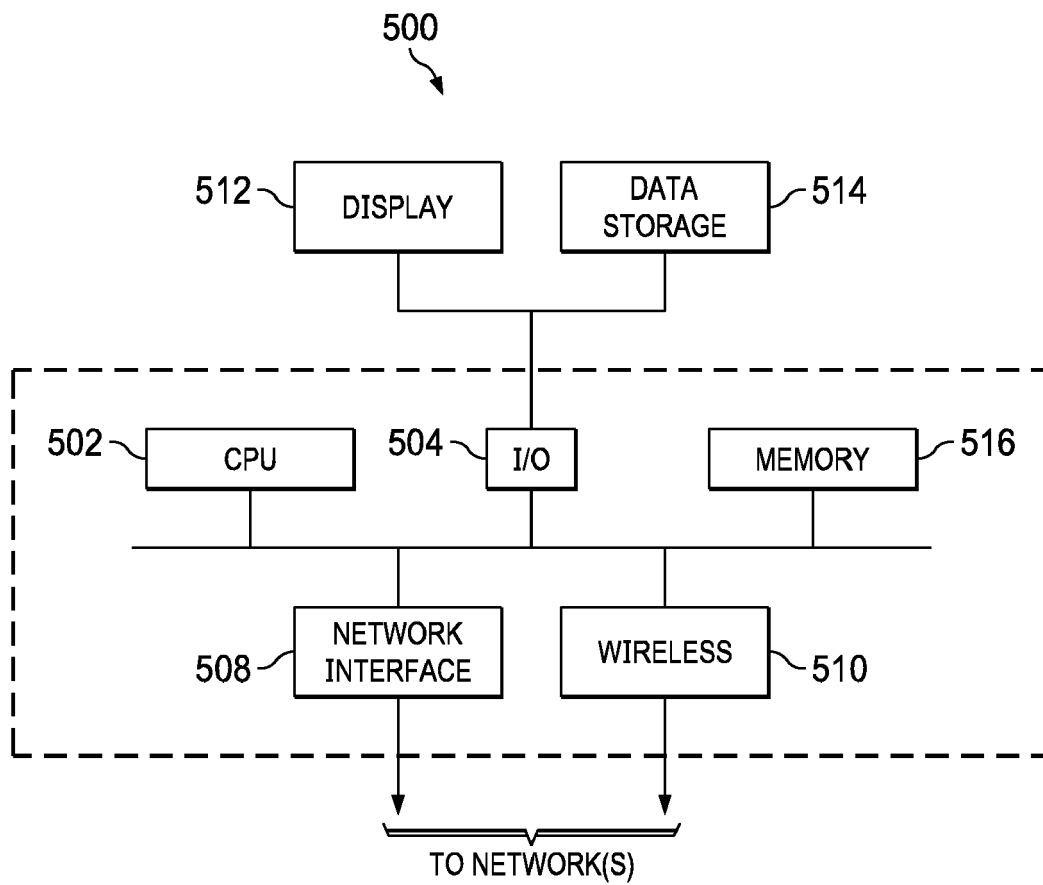 500
512
DISPLAY
DATA
STORAGE
514
502
CPU
504
I/O
MEMORY
516
508
NETWORK
INTERFACE
WIRELESS
510
TO NETWORK(S)